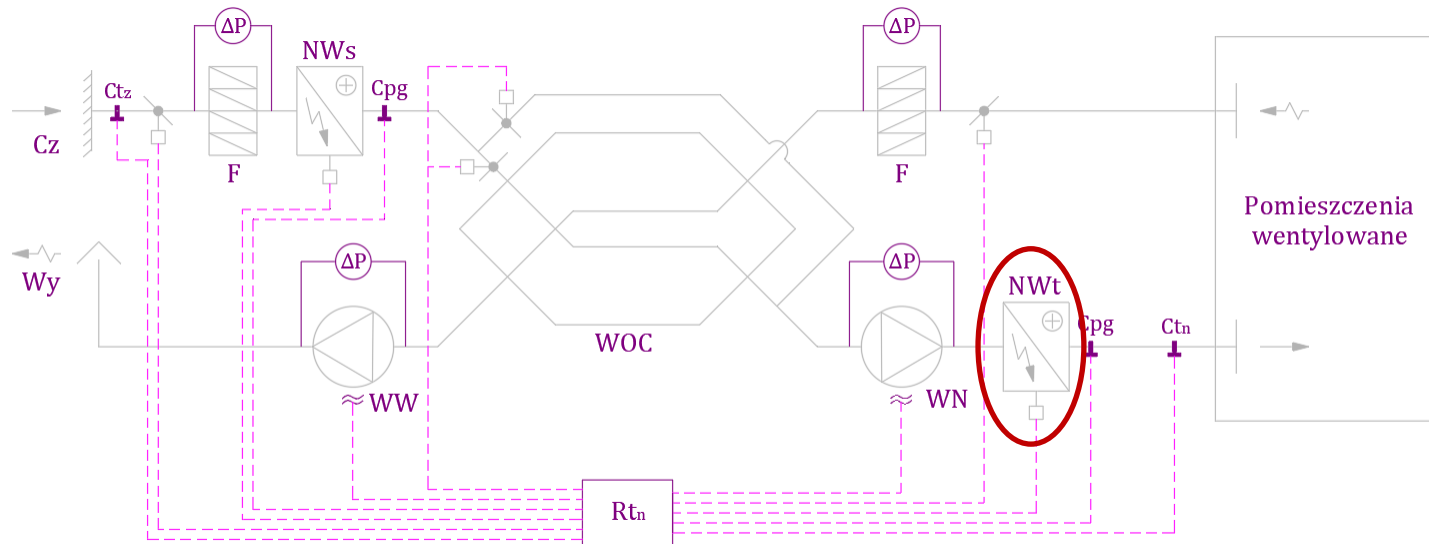 ΔP
ΔP
NWs
Ctz
Cpg
Cz
F
F
Pomieszczenia
wentylowane
ΔP
ΔP
Wy
NWt
Cpg
Ctn
WOC
≈ WW
≈ WN
Rtn